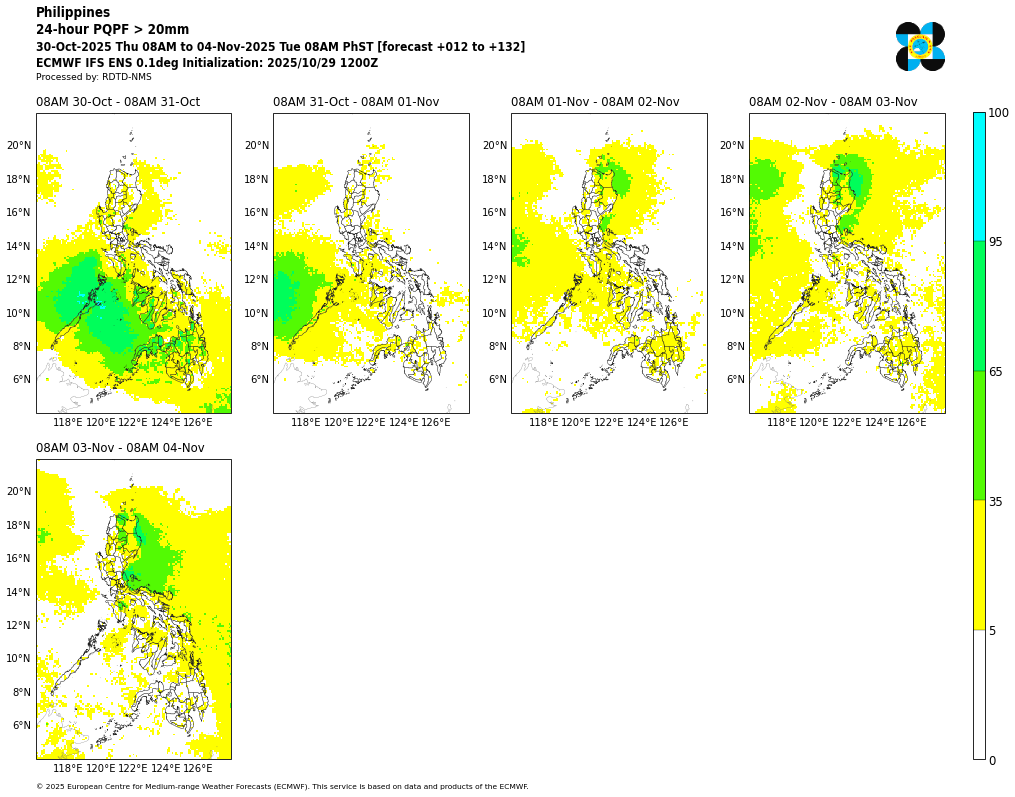 Philippines
24-hour PQPF > 20mm
30-Oct-2025 Thu 08AM to 04-Nov-2025 Tue 08AM PhST [forecast +012 to +132]
ECMWF IFS ENS 0.1deg Initialization: 2025/10/29 1200Z
Processed by: RDTD-NMS
08AM 30-Oct - 08AM 31-Oct
08AM 31-Oct - 08AM 01-Nov
08AM 01-Nov - 08AM 02-Nov
08AM 02-Nov - 08AM 03-Nov
20°N
18°N
16°N
14°N
12°N
10°N
8°N
6°N
118°E 120°E 122°E 124°E 126°E
20°N
18°N
16°N
14°N
12°N
10°N
8°N
6°N
118°E 120°E 122°E 124°E 126°E
20°N
18°N
16°N
14°N
12°N
10°N
8°N
6°N
118°E 120°E 122°E 124°E 126°E
20°N
18°N
16°N
14°N
12°N
10°N
8°N
6°N
118°E 120°E 122°E 124°E 126°E
100
95
65
35
5
0
08AM 03-Nov - 08AM 04-Nov
20°N
18°N
16°N
14°N
12°N
10°N
8°N
6°N
118°E 120°E 122°E 124°E 126°E
© 2025 European Centre for Medium-range Weather Forecasts (ECMWF). This service is based on data and products of the ECMWF.